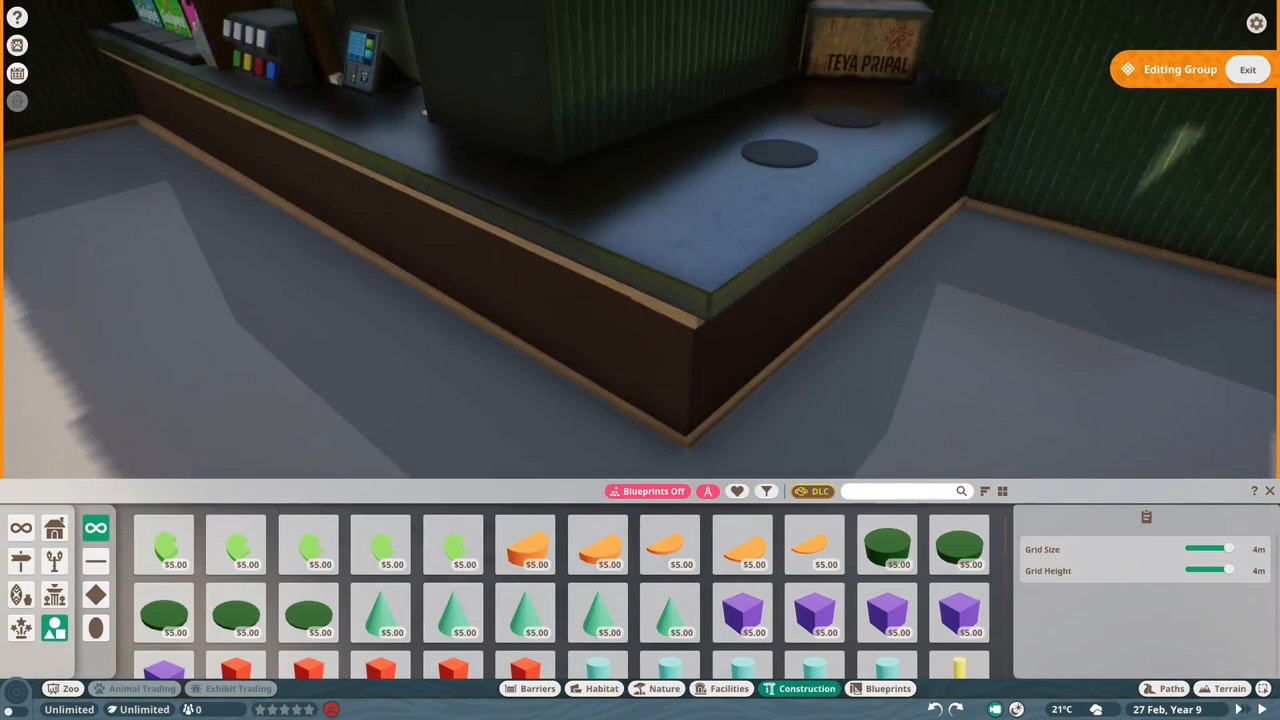 ?
TEYA PRIPAL
Editing Group
Exit
Blueprints Off
DLC
?
$5.00 $5.00 $5.00 $5.00 $5.00 $5.00 $5.00 $5.00 $5.00 $5.00 $5.00 $5.00
$5.00 $5.00 $5.00 $5.00 $5.00 $5.00 $5.00 $5.00 $5.00 $5.00 $5.00 $5.00
Grid Size 4m
Grid Height 4m
Zoo Animal Trading Exhibit Trading Barriers Habitat Nature Facilities Construction Blueprints Paths Terrain
Unlimited Unlimited 0 21°C 27 Feb, Year 9